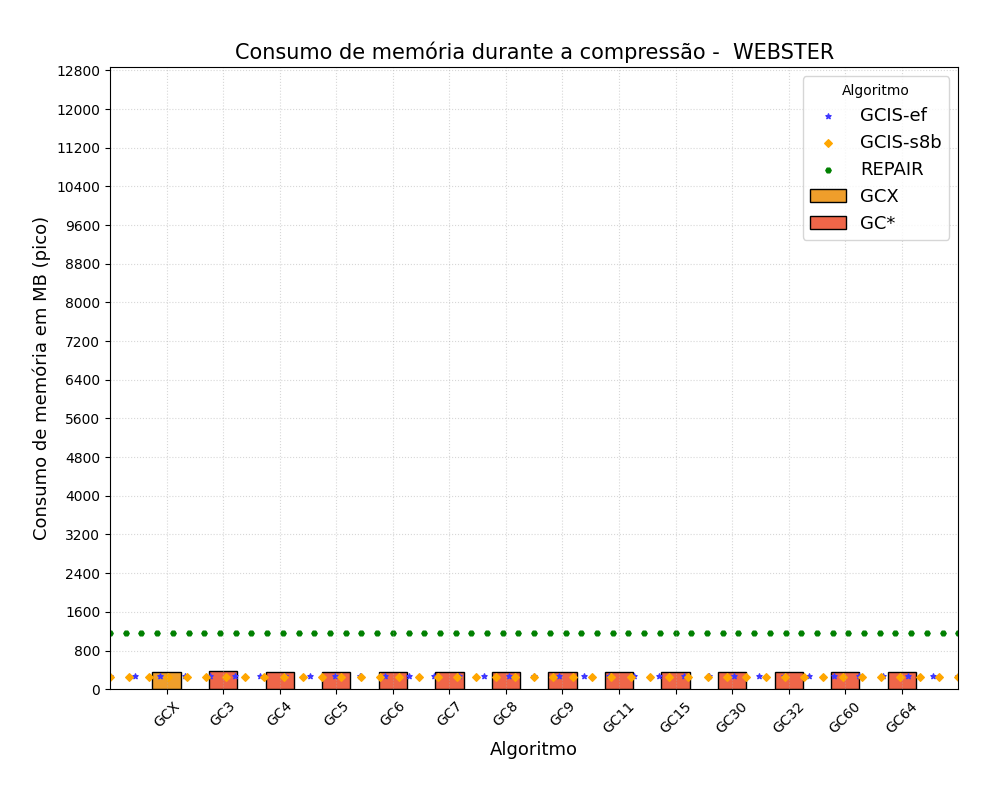 Consumo de memória durante a compressão -  WEBSTER
Consumo de memória em MB (pico)
12800
12000
11200
10400
9600
8800
8000
7200
6400
5600
4800
4000
3200
2400
1600
800
0
Algoritmo
GCIS-ef
GCIS-s8b
REPAIR
GCX
GC*
GCX
GC3
GC4
GC5
GC6
GC7
GC8
GC9
GC11
GC15
GC30
GC32
GC60
GC64
Algoritmo